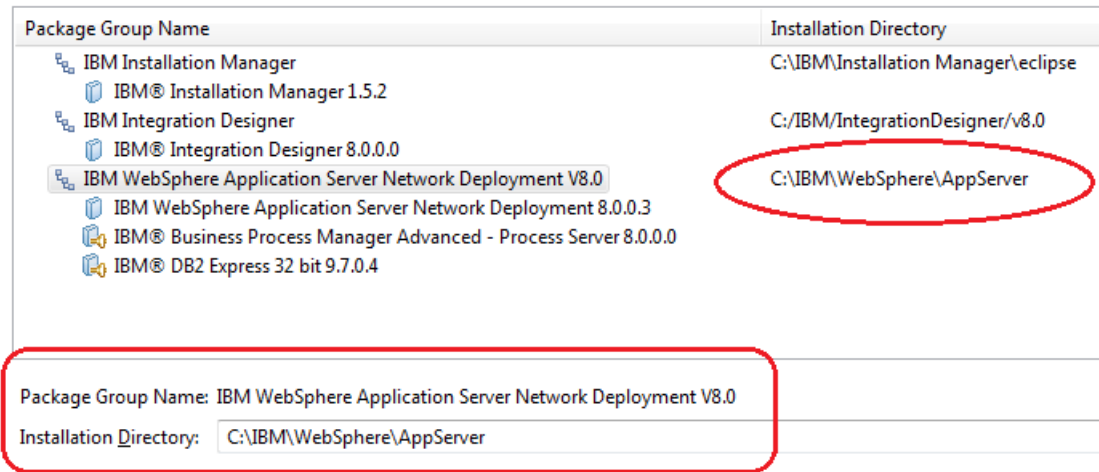 Package Group Name Installation Directory
IBM Installation Manager C:\IBM\Installation Manager\eclipse
IBM® Installation Manager 1.5.2
IBM Integration Designer C:/IBM/IntegrationDesigner/v8.0
IBM® Integration Designer 8.0.0.0
IBM WebSphere Application Server Network Deployment V8.0 C:\IBM\WebSphere\AppServer
IBM WebSphere Application Server Network Deployment 8.0.0.3
IBM® Business Process Manager Advanced - Process Server 8.0.0.0
IBM® DB2 Express 32 bit 9.7.0.4
Package Group Name: IBM WebSphere Application Server Network Deployment V8.0
Installation Directory: C:\IBM\WebSphere\AppServer